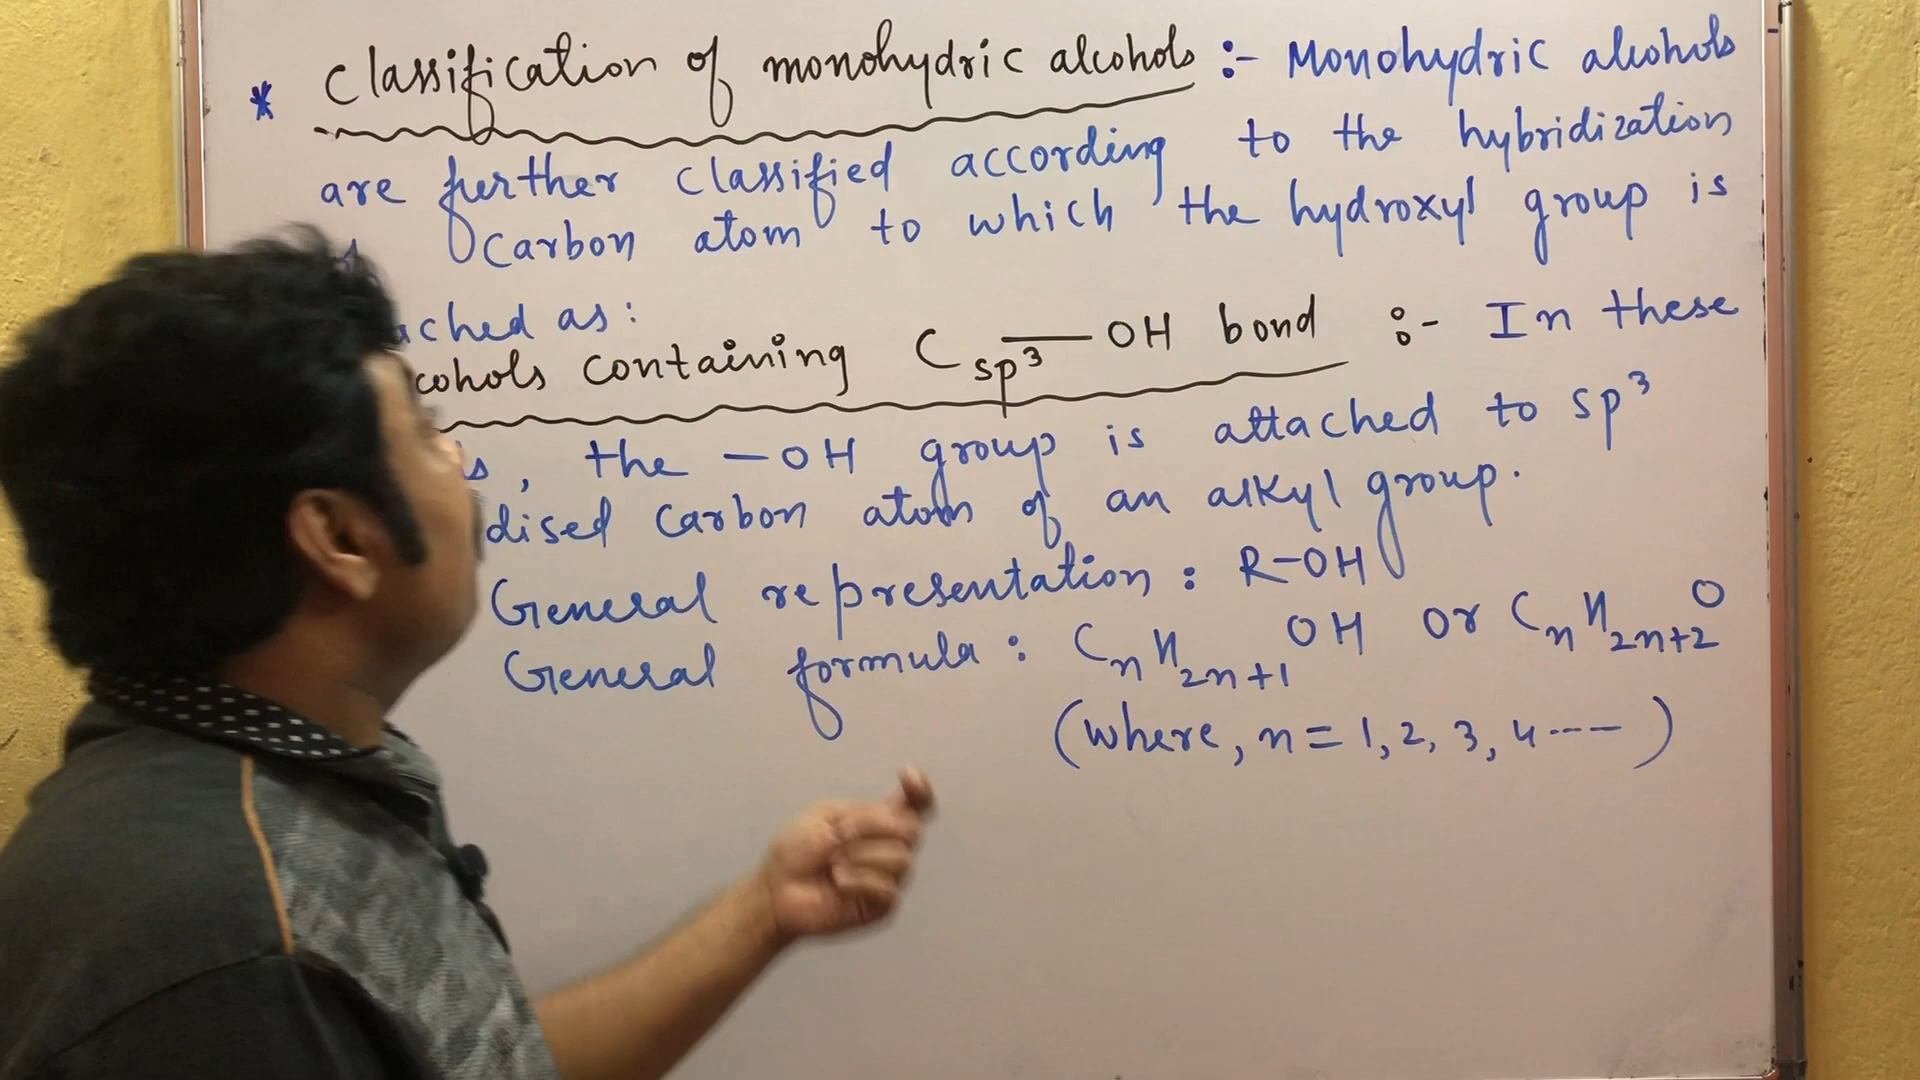 * Classification of monohydric alcohols :- Monohydric alcohols
are further classified according to the hybridization
carbon atom to which the hydroxyl group is
ached as:
cohols containing C sp³ — OH bond :- In these
s, the -OH group is attached to sp³
dised carbon atom of an alkyl group.
General representation : R-OH
General formula : CnH2n+1OH or CnH2n+2O
(where, n = 1, 2, 3, 4 ----)